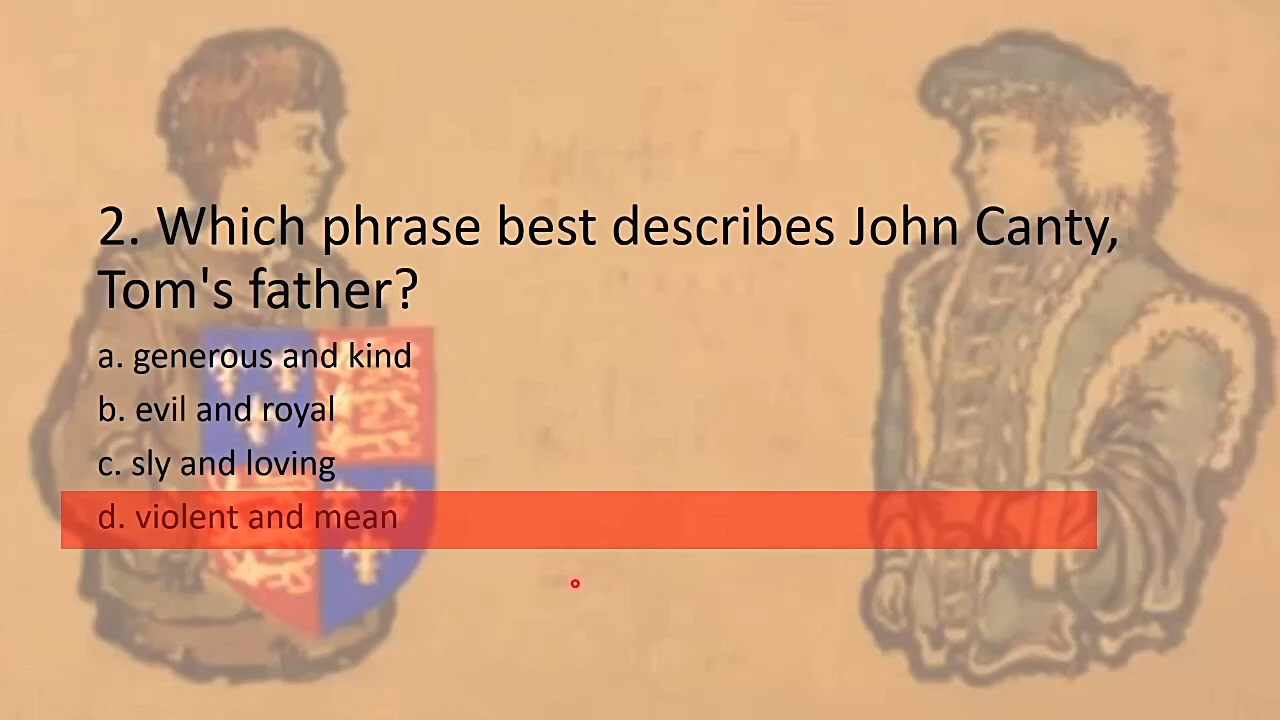 2. Which phrase best describes John Canty,
Tom's father?
a. generous and kind
b. evil and royal
c. sly and loving
d. violent and mean